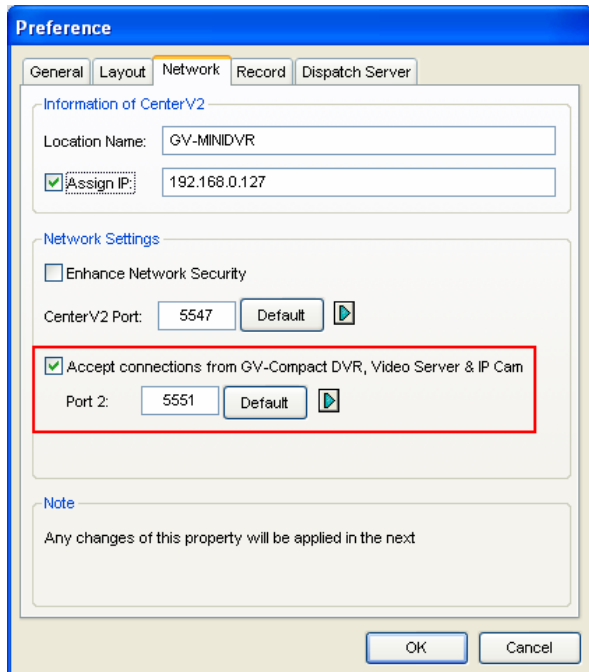 Preference
General Layout Network Record Dispatch Server
Information of CenterV2
Location Name: GV-MINIDVR
Assign IP: 192.168.0.127
Network Settings
Enhance Network Security
CenterV2 Port: 5547 Default
Accept connections from GV-Compact DVR, Video Server & IP Cam
Port 2: 5551 Default
Note
Any changes of this property will be applied in the next
OK Cancel